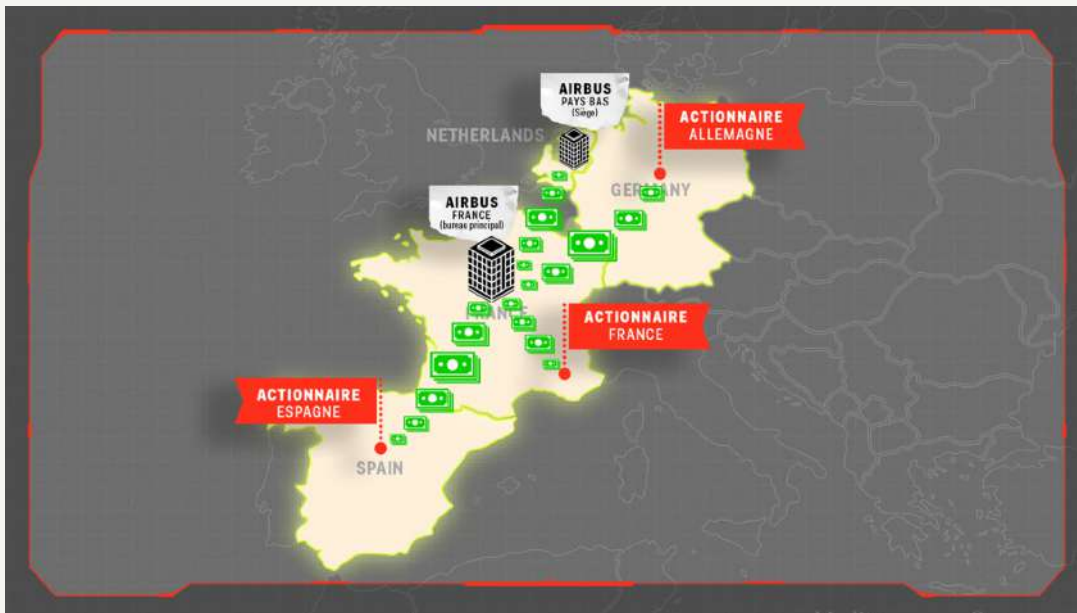 AIRBUS
PAYS BAS
(Siège)
NETHERLANDS
ACTIONNAIRE
ALLEMAGNE
GERMANY
AIRBUS
FRANCE
(bureau principal)
FRANCE
ACTIONNAIRE
FRANCE
ACTIONNAIRE
ESPAGNE
SPAIN